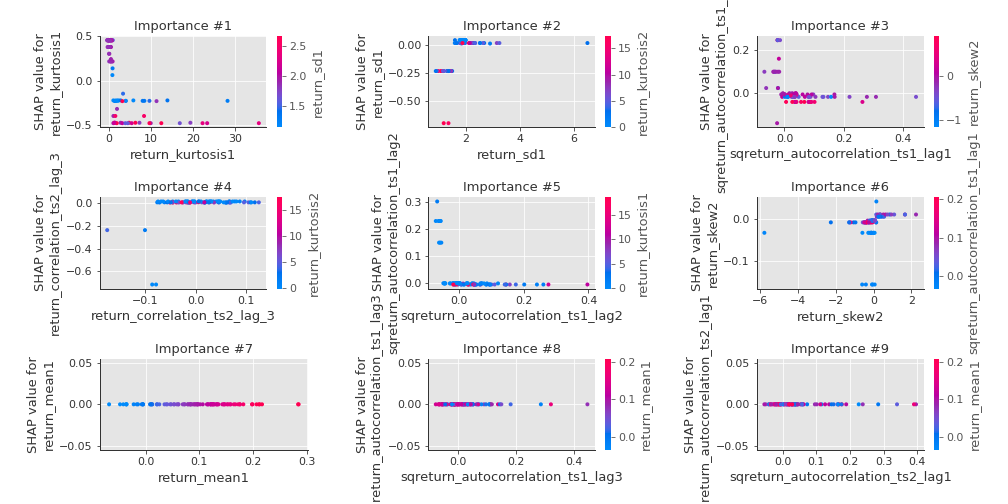 Importance #1
SHAP value for
return_kurtosis1
0.5
0.0
−0.5
0
10
20
30
return_kurtosis1
2.5
2.0
1.5
return_sd1
Importance #2
SHAP value for
return_sd1
0.00
−0.25
−0.50
2
4
6
return_sd1
15
10
5
0
return_kurtosis2
Importance #3
SHAP value for
sqreturn_autocorrelation_ts1_lag1
0.2
0.0
0.0
0.2
0.4
sqreturn_autocorrelation_ts1_lag1
0
−1
return_skew2
Importance #4
SHAP value for
return_correlation_ts2_lag_3
0.0
−0.2
−0.4
−0.6
−0.1
0.0
0.1
return_correlation_ts2_lag_3
15
10
5
0
return_kurtosis2
Importance #5
SHAP value for
sqreturn_autocorrelation_ts1_lag2
0.3
0.2
0.1
0.0
0.0
0.2
0.4
sqreturn_autocorrelation_ts1_lag2
15
10
5
0
return_kurtosis1
Importance #6
SHAP value for
return_skew2
0.0
−0.1
−6
−4
−2
0
2
return_skew2
0.2
0.1
0.0
sqreturn_autocorrelation_ts1_lag1
Importance #7
SHAP value for
return_mean1
0.05
0.00
−0.05
0.0
0.1
0.2
0.3
return_mean1
Importance #8
SHAP value for
sqreturn_autocorrelation_ts1_lag3
0.05
0.00
−0.05
0.0
0.2
0.4
sqreturn_autocorrelation_ts1_lag3
0.2
0.1
0.0
return_mean1
Importance #9
SHAP value for
sqreturn_autocorrelation_ts2_lag1
0.05
0.00
−0.05
0.0
0.1
0.2
0.3
0.4
sqreturn_autocorrelation_ts2_lag1
0.2
0.1
0.0
return_mean1